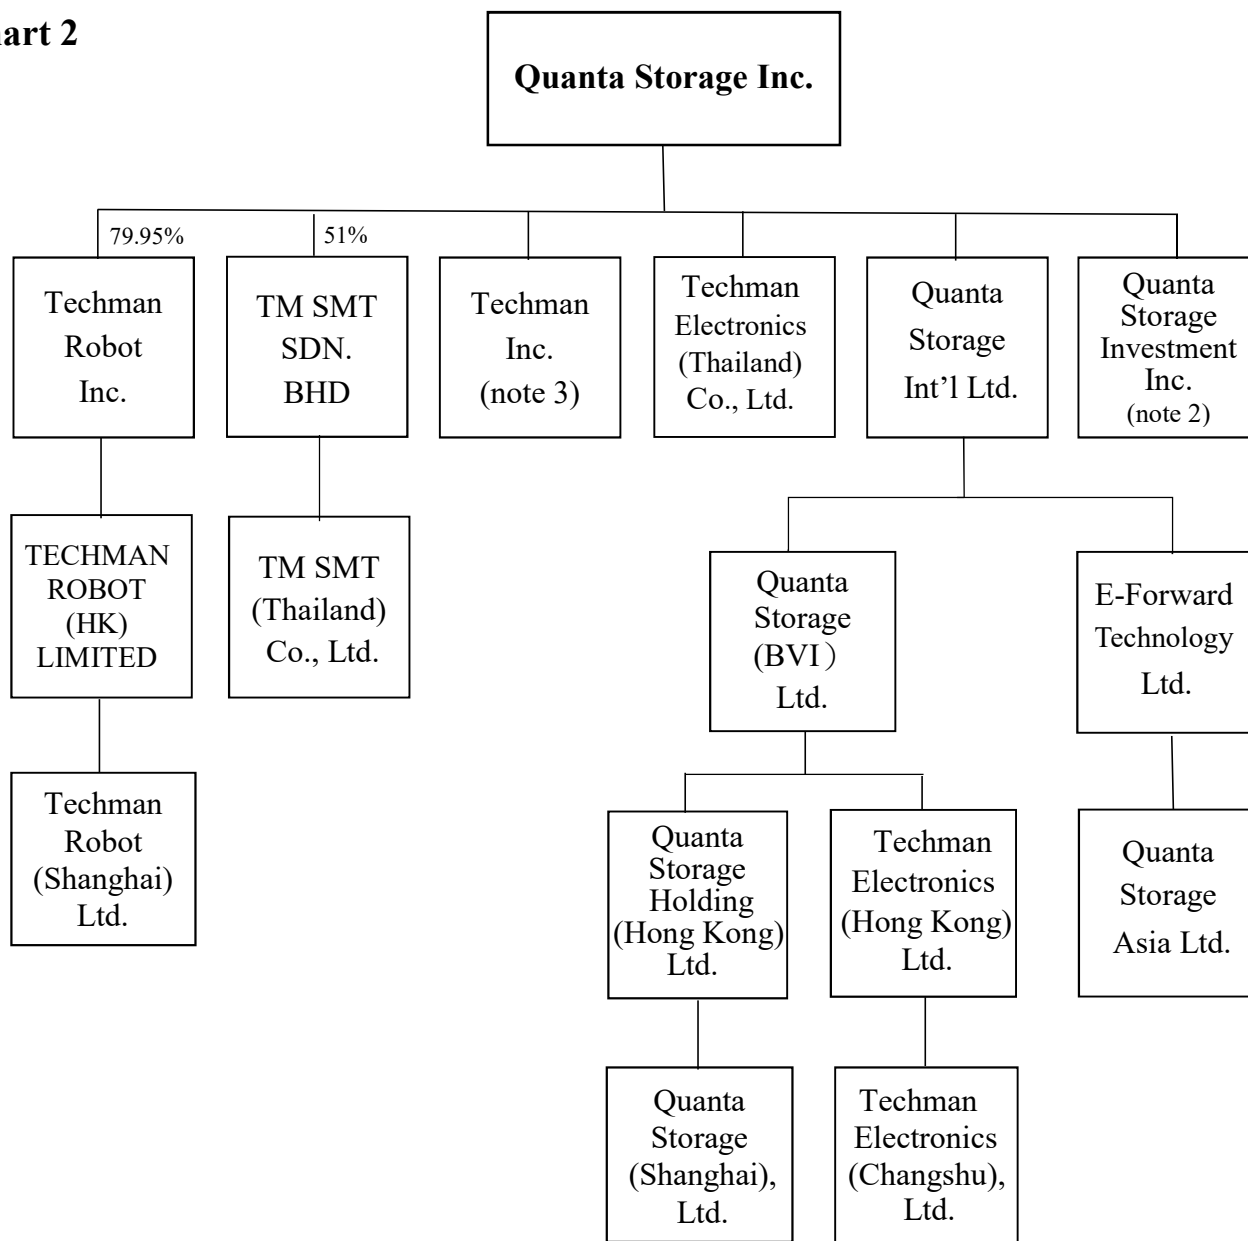 art 2
Quanta Storage Inc.
79.95%
51%
Techman
Robot
Inc.
TM SMT
SDN.
BHD
Techman
Inc.
(note 3)
Techman
Electronics
(Thailand)
Co., Ltd.
Quanta
Storage
Int’l Ltd.
Quanta
Storage
Investment
Inc.
(note 2)
TECHMAN
ROBOT
(HK)
LIMITED
TM SMT
(Thailand)
Co., Ltd.
Quanta
Storage
(BVI）
Ltd.
E-Forward
Technology
Ltd.
Techman
Robot
(Shanghai)
Ltd.
Quanta
Storage
Holding
(Hong Kong)
Ltd.
Techman
Electronics
(Hong Kong)
Ltd.
Quanta
Storage
Asia Ltd.
Quanta
Storage
(Shanghai),
Ltd.
Techman
Electronics
(Changshu),
Ltd.